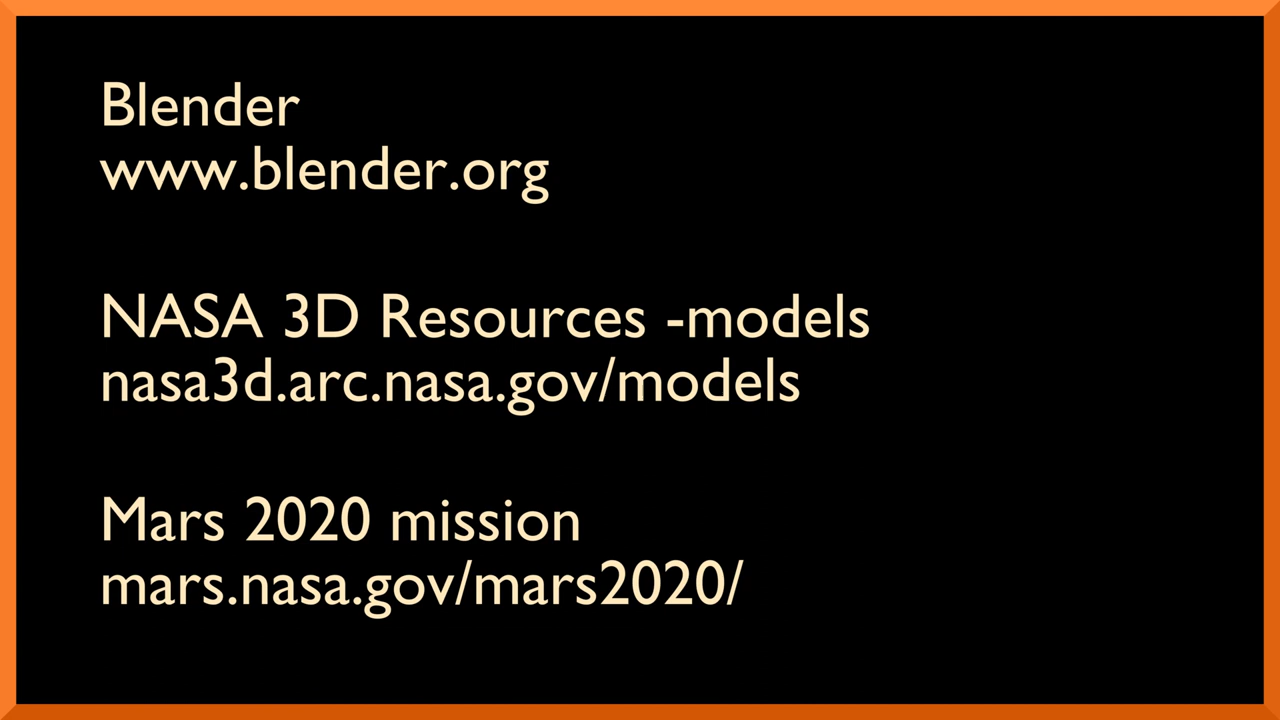 Blender
www.blender.org
NASA 3D Resources -models
nasa3d.arc.nasa.gov/models
Mars 2020 mission
mars.nasa.gov/mars2020/